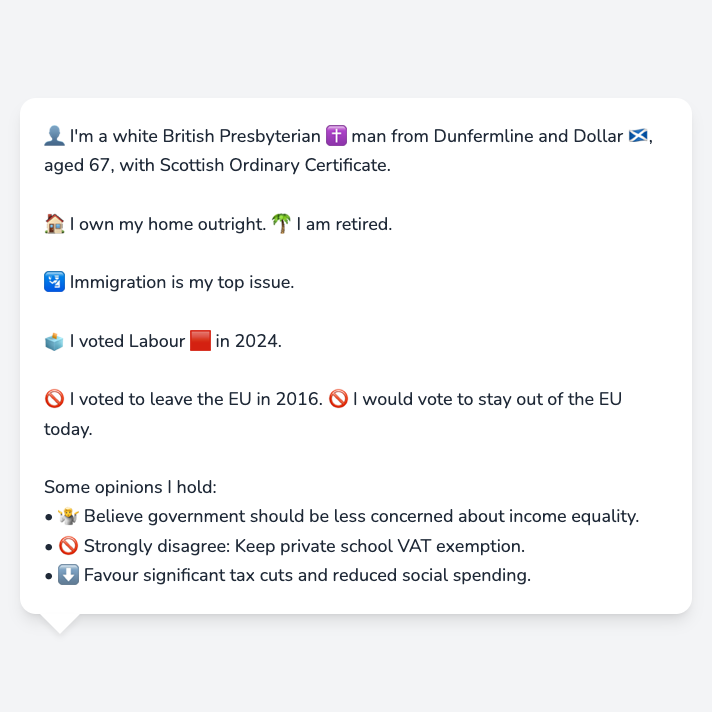 👤 I'm a white British Presbyterian ✝️ man from Dunfermline and Dollar 🏴󠁧󠁢󠁳󠁣󠁴󠁿,
aged 67, with Scottish Ordinary Certificate.
🏠 I own my home outright. 🌴 I am retired.
🛂 Immigration is my top issue.
🗳️ I voted Labour 🟥 in 2024.
🚫 I voted to leave the EU in 2016. 🚫 I would vote to stay out of the EU
today.
Some opinions I hold:
• 🤷 Believe government should be less concerned about income equality.
• 🚫 Strongly disagree: Keep private school VAT exemption.
• ⬇️ Favour significant tax cuts and reduced social spending.